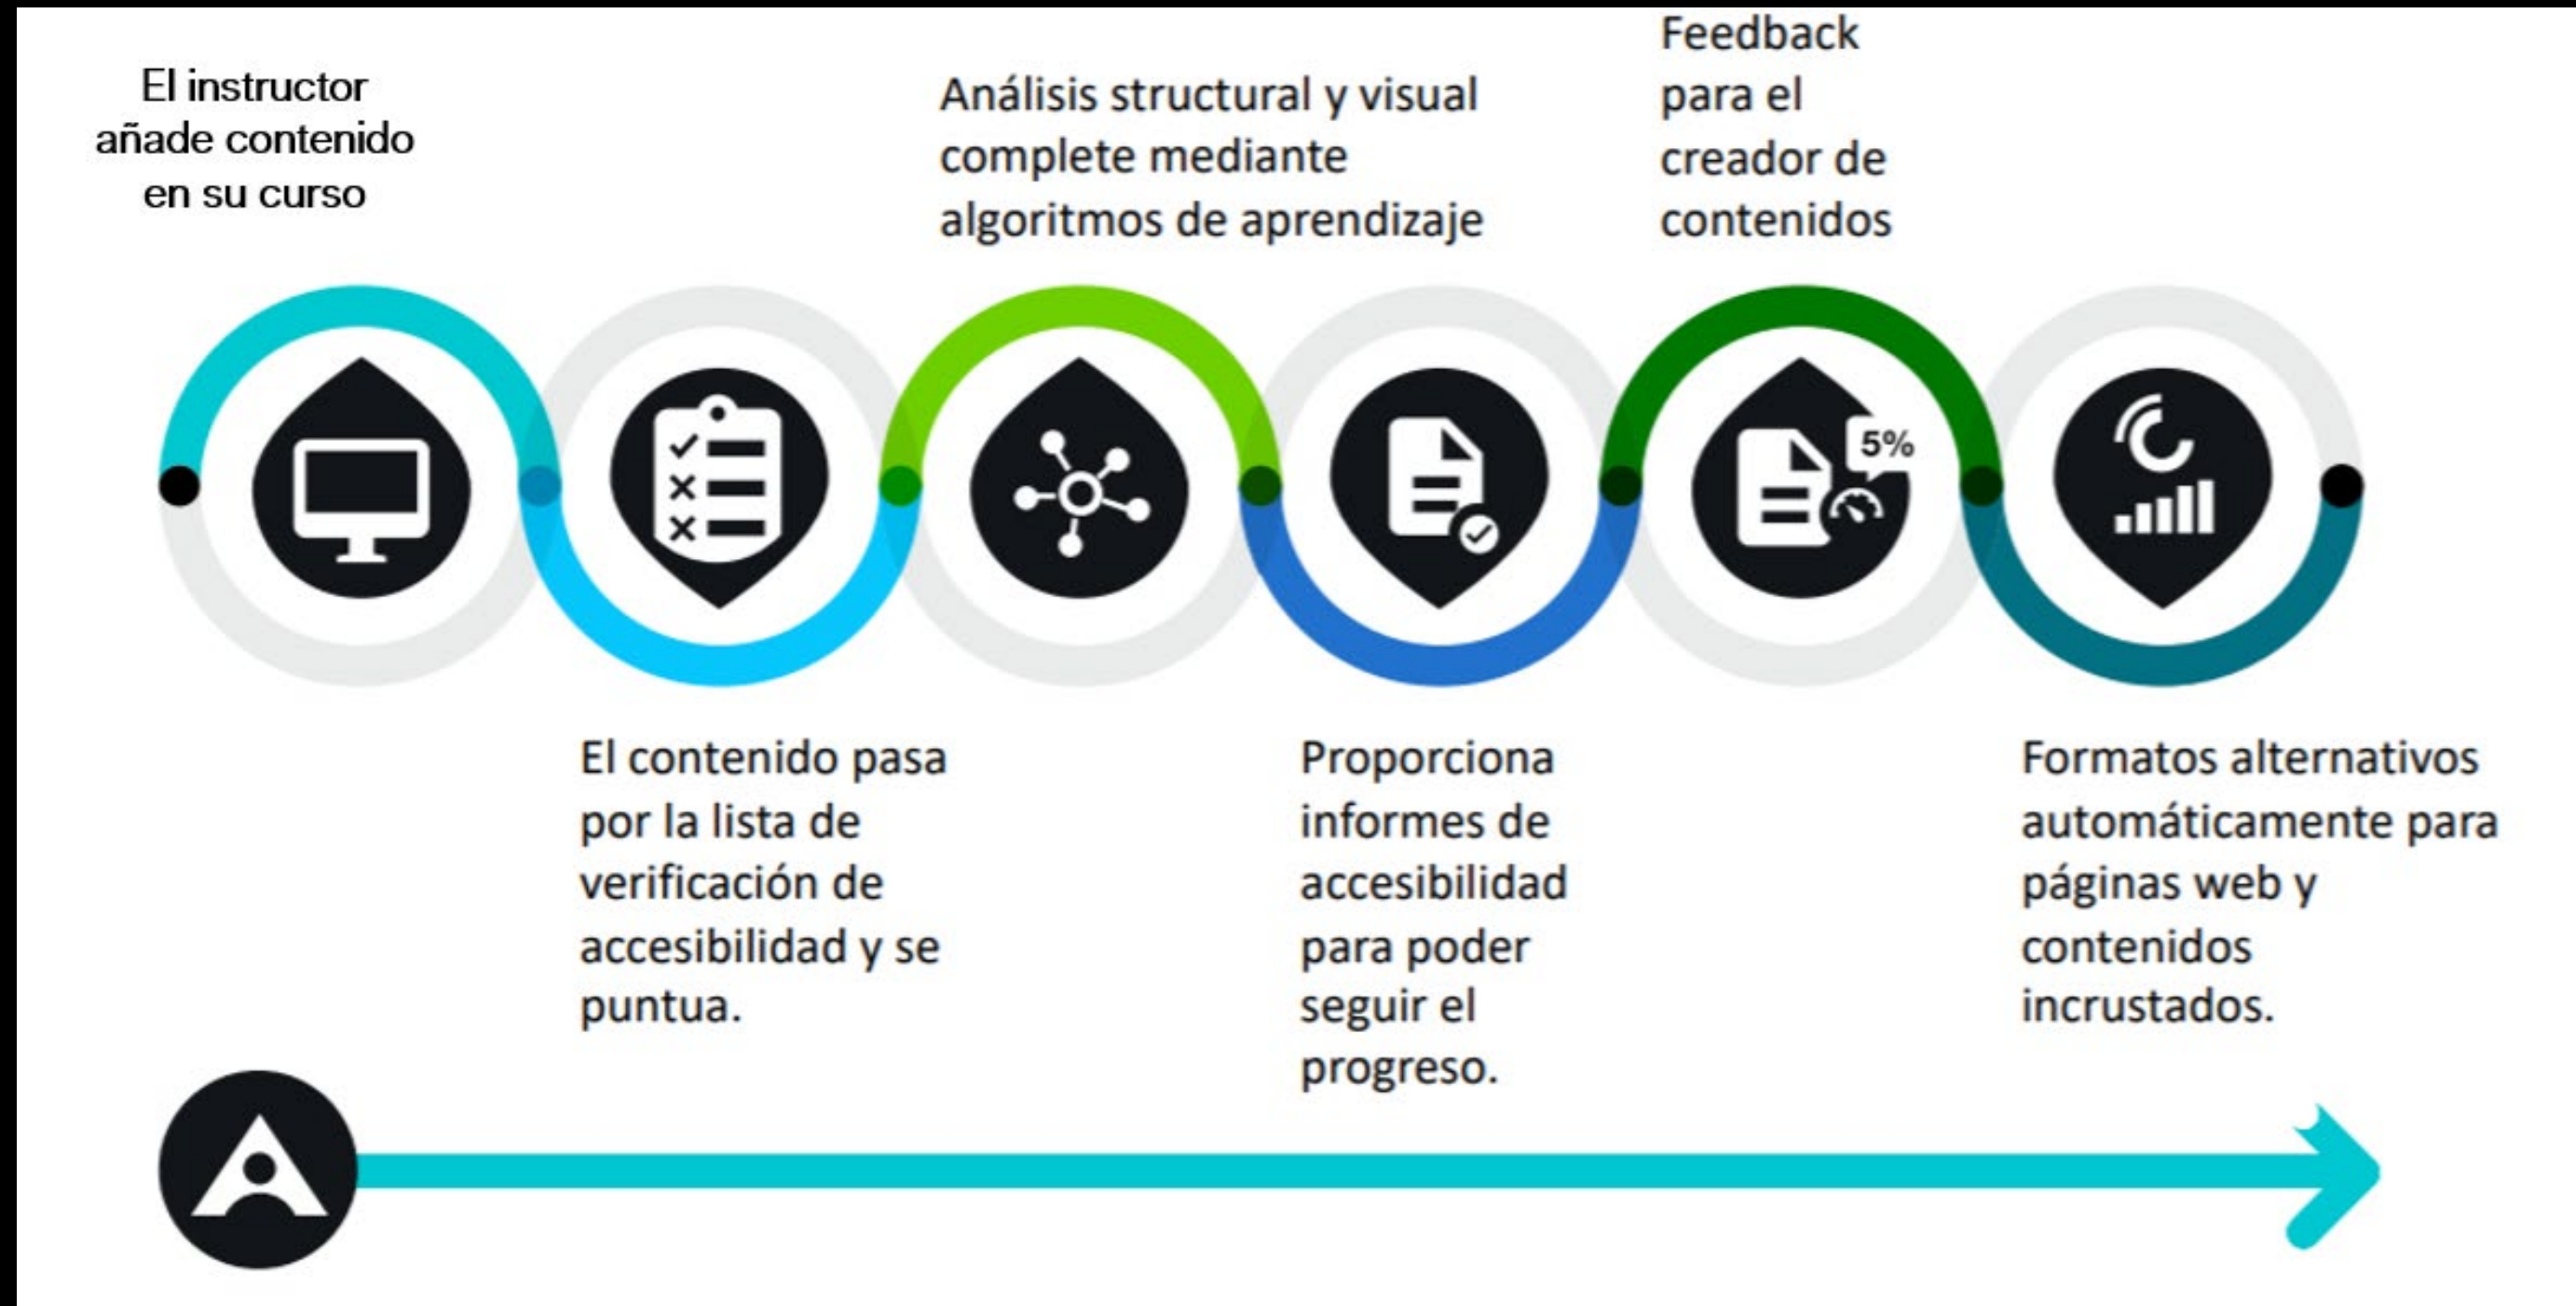 El instructor
añade contenido
en su curso
El contenido pasa
por la lista de
verificación de
accesibilidad y se
puntua.
Análisis structural y visual
complete mediante
algoritmos de aprendizaje
Proporciona
informes de
accesibilidad
para poder
seguir el
progreso.
Feedback
para el
creador de
contenidos
5%
Formatos alternativos
automáticamente para
páginas web y
contenidos
incrustados.